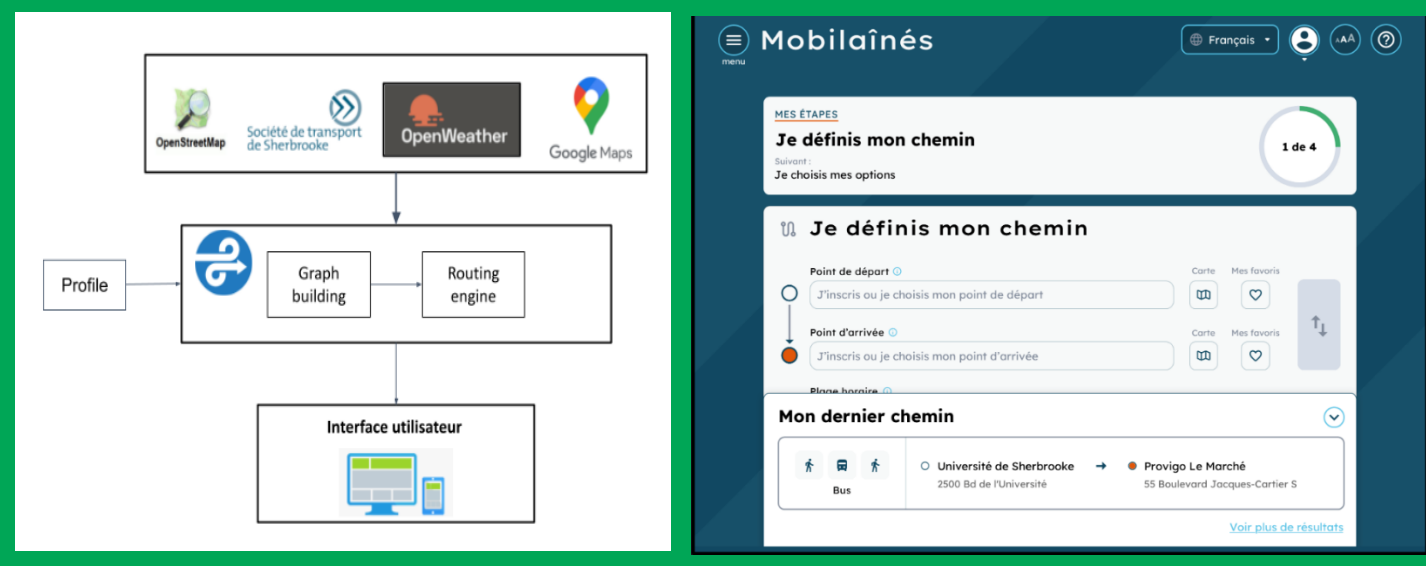 OpenStreetMap
Société de transport
de Sherbrooke
OpenWeather
Google Maps
Profile
Graph
building
Routing
engine
Interface utilisateur
menu
Mobilaînés
Français
AAA
?
MES ÉTAPES
Je définis mon chemin
Suivant :
Je choisis mes options
1 de 4
Je définis mon chemin
Point de départ
Carte
Mes favoris
J'inscris ou je choisis mon point de départ
Point d'arrivée
Carte
Mes favoris
J'inscris ou je choisis mon point d'arrivée
Plage horaire
Mon dernier chemin
Bus
Université de Sherbrooke
2500 Bd de l'Université
Provigo Le Marché
55 Boulevard Jacques-Cartier S
Voir plus de résultats